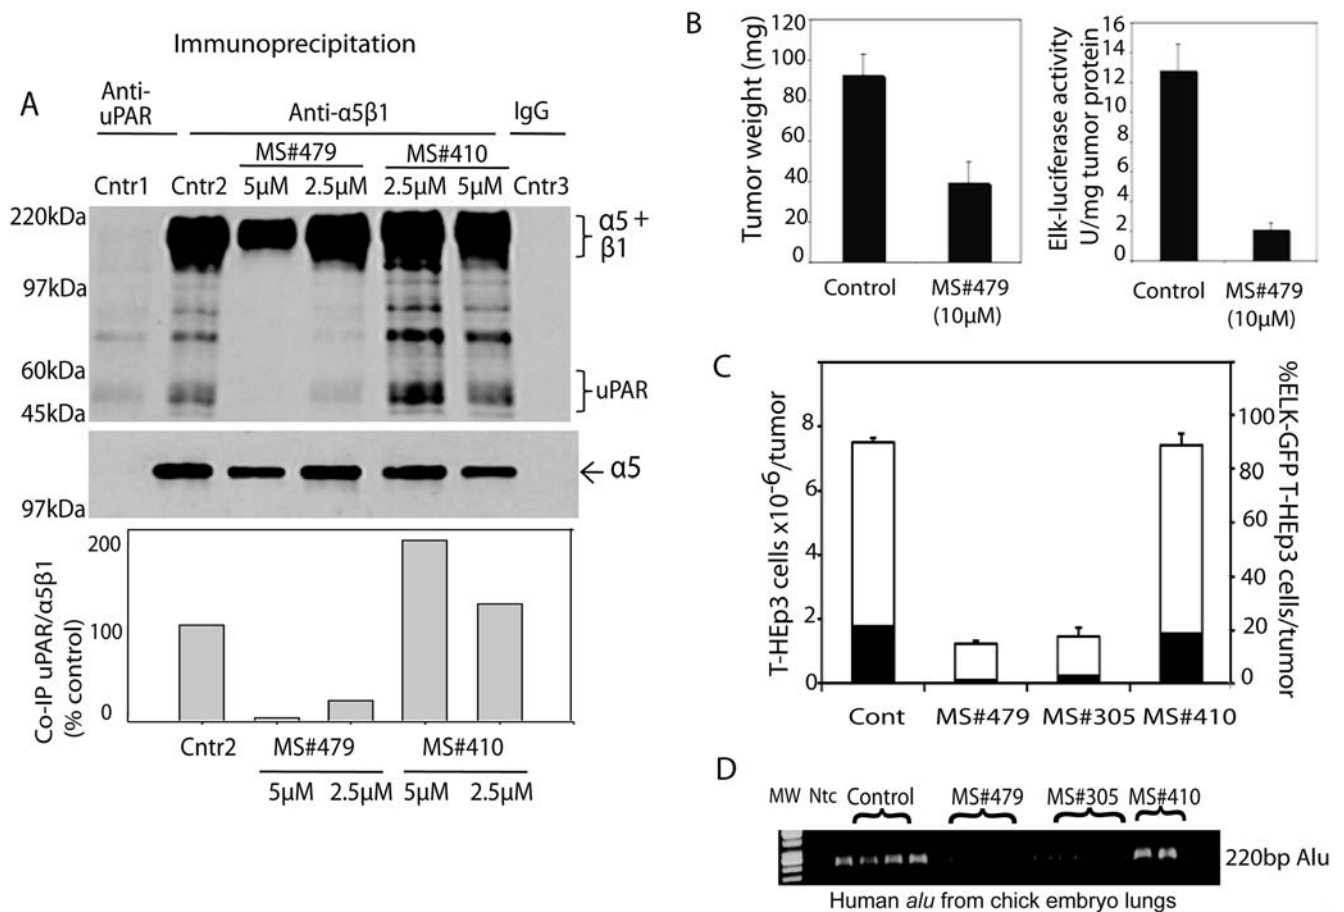 Immunoprecipitation
A
Anti-
uPAR
Anti-α5β1
IgG
MS#479
MS#410
Cntr1 Cntr2 5μM 2.5μM 2.5μM 5μM Cntr3
220kDa
α5 +
β1
97kDa
60kDa
uPAR
45kDa
α5
97kDa
Co-IP uPAR/α5β1
(% control)
200
100
0
Cntr2 MS#479 MS#410
5μM 2.5μM 5μM 2.5μM
B
Tumor weight (mg)
120
100
80
60
40
20
0
Control MS#479
(10μM)
Elk-luciferase activity
U/mg tumor protein
16
14
12
10
8
6
4
2
0
Control MS#479
(10μM)
C
T-HEp3 cells x10-6/tumor
8
6
4
2
0
%ELK-GFP T-HEp3 cells/tumor
100
80
60
40
20
0
Cont MS#479 MS#305 MS#410
D
MW Ntc Control MS#479 MS#305 MS#410
220bp Alu
Human alu from chick embryo lungs